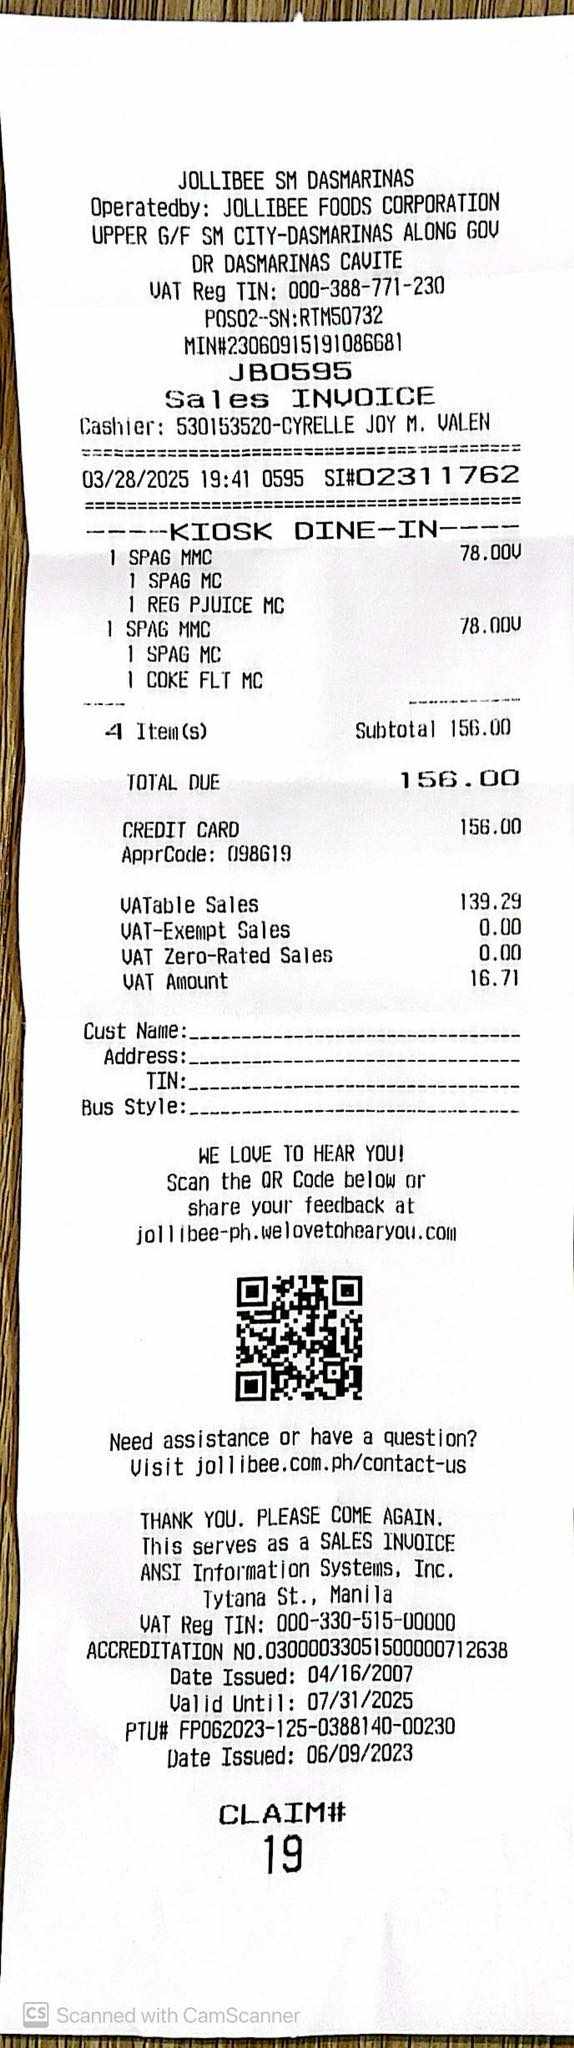 JOLLIBEE SM DASMARINAS
Operatedby: JOLLIBEE FOODS CORPORATION
UPPER G/F SM CITY-DASMARINAS ALONG GOV
DR DASMARINAS CAVITE
VAT Reg TIN: 000-388-771-230
POS02-SN:RTM50732
MIN#23060915191086681
JB0595
Sales INVOICE
Cashier: 530153520-CYRELLE JOY M. VALEN
==================================================
03/28/2025 19:41 0595 SI#02311762
==================================================
-----KIOSK DINE-IN-----
1 SPAG MMC 78.00V
1 SPAG MC
1 REG PJUICE MC
1 SPAG MMC 78.00V
1 SPAG MC
1 COKE FLT MC
---- -------------
4 Item(s) Subtotal 156.00
TOTAL DUE 156.00
CREDIT CARD 156.00
ApprCode: 098619
VATable Sales 139.29
VAT-Exempt Sales 0.00
VAT Zero-Rated Sales 0.00
VAT Amount 16.71
Cust Name:______________________________
Address:______________________________
TIN:______________________________
Bus Style:______________________________
WE LOVE TO HEAR YOU!
Scan the QR Code below or
share your feedback at
jollibee-ph.welovetohearyou.com
Need assistance or have a question?
Visit jollibee.com.ph/contact-us
THANK YOU. PLEASE COME AGAIN.
This serves as a SALES INVOICE
ANSI Information Systems, Inc.
Tytana St., Manila
VAT Reg TIN: 000-330-515-00000
ACCREDITATION NO.03000033051500000712638
Date Issued: 04/16/2007
Valid Until: 07/31/2025
PTU# FP062023-125-0388140-00230
Date Issued: 06/09/2023
CLAIM#
19
CS Scanned with CamScanner